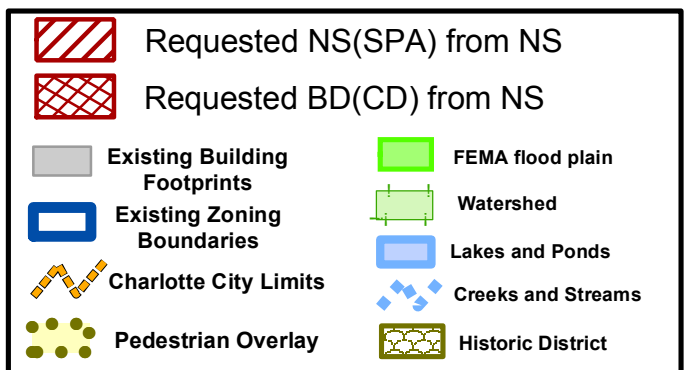 Requested NS(SPA) from NS
Requested BD(CD) from NS
Existing Building
Footprints
Existing Zoning
Boundaries
Charlotte City Limits
Pedestrian Overlay
FEMA flood plain
Watershed
Lakes and Ponds
Creeks and Streams
Historic District